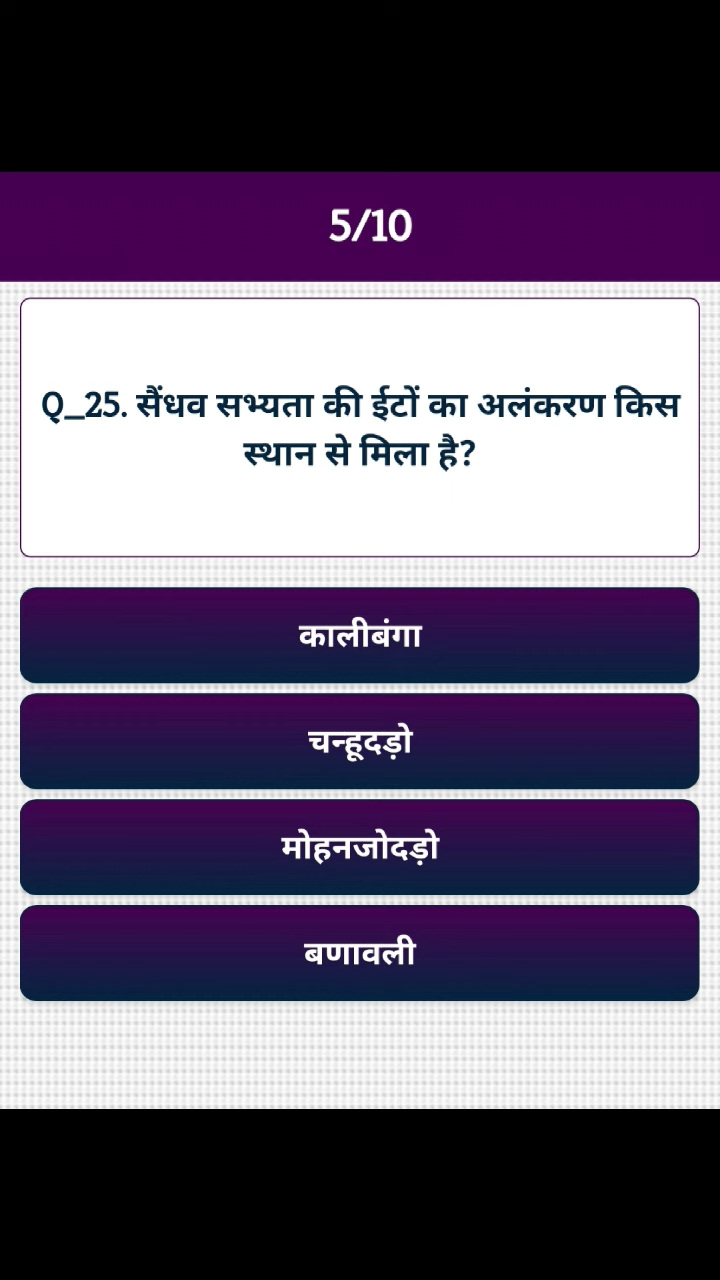 5/10
Q_25. सैंधव सभ्यता की ईटों का अलंकरण किस
स्थान से मिला है?
कालीबंगा
चन्हूदड़ो
मोहनजोदड़ो
बणावली